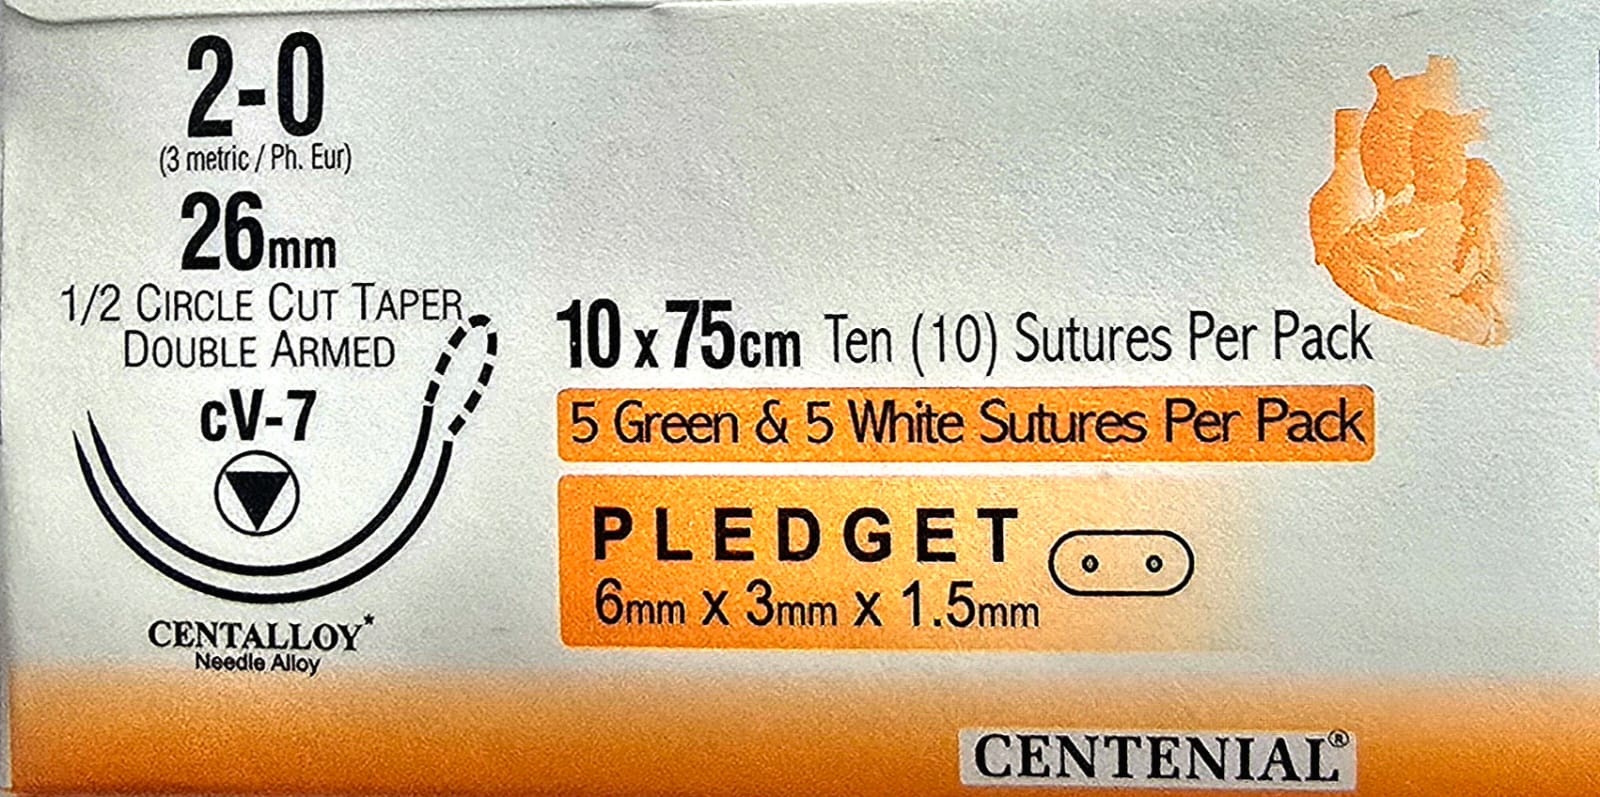 2-0
(3 metric / Ph. Eur)
26mm
1/2 CIRCLE CUT TAPER
DOUBLE ARMED
cV-7
CENTALLOY*
Needle Alloy
10 x 75cm Ten (10) Sutures Per Pack
5 Green & 5 White Sutures Per Pack
PLEDGET
6mm x 3mm x 1.5mm
CENTENIAL®